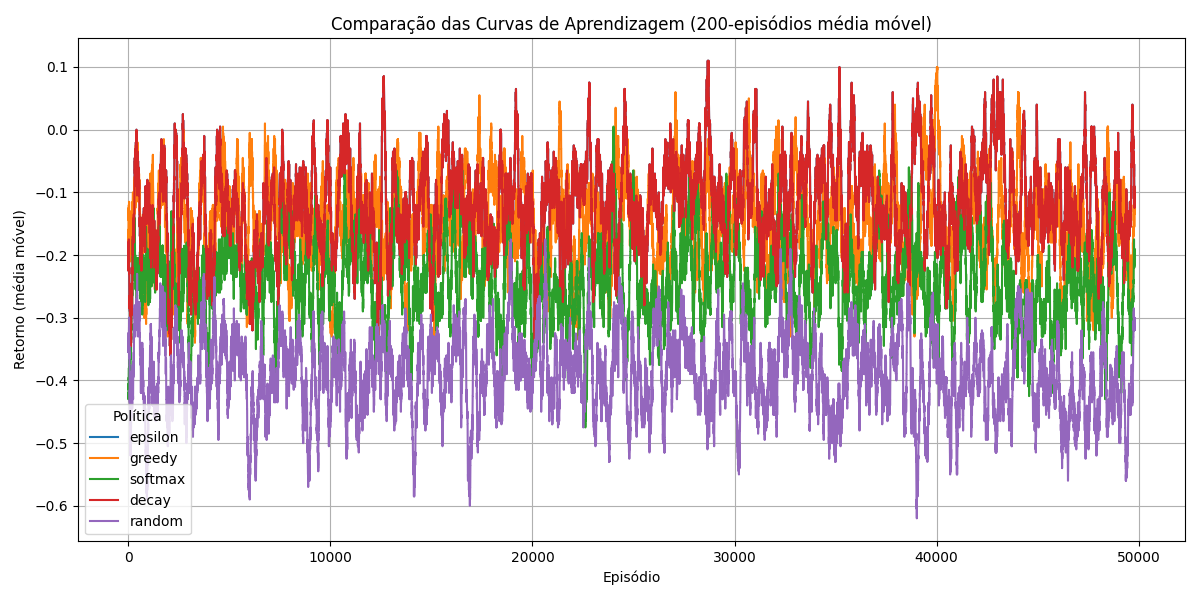 Comparação das Curvas de Aprendizagem (200-episódios média móvel)
Retorno (média móvel)
0.1
0.0
−0.1
−0.2
−0.3
−0.4
−0.5
−0.6
Política
epsilon
greedy
softmax
decay
random
0 10000 20000 30000 40000 50000
Episódio